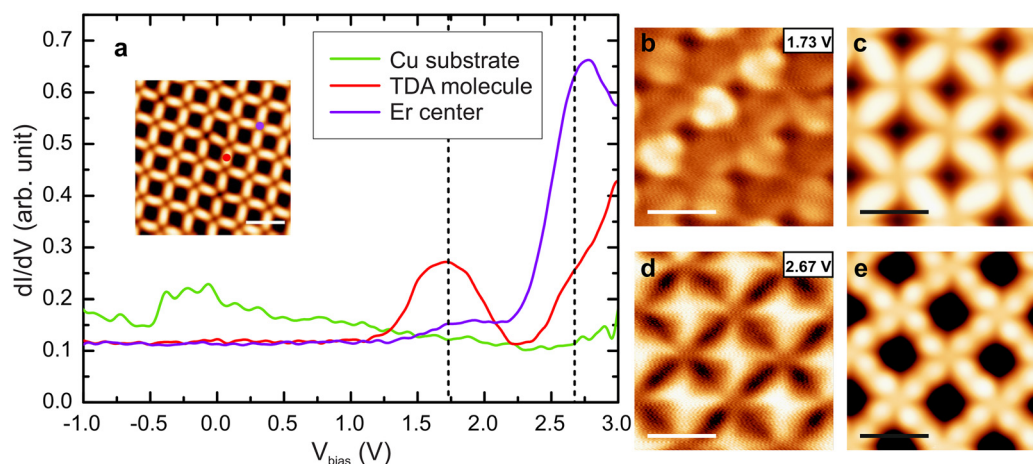 a
Cu substrate
TDA molecule
Er center
dI/dV (arb. unit)
0.7
0.6
0.5
0.4
0.3
0.2
0.1
0.0
-1.0 -0.5 0.0 0.5 1.0 1.5 2.0 2.5 3.0
Vbias (V)
b 1.73 V
c
d 2.67 V
e